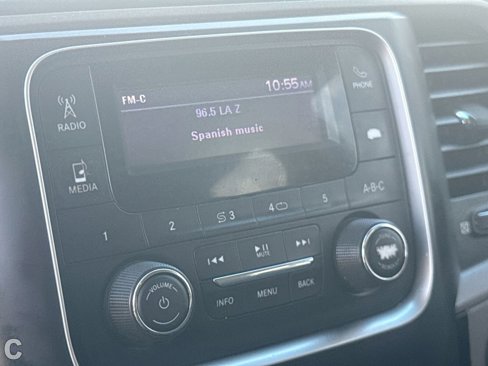 FM-C 10:55AM
96.5 LA Z
Spanish music
RADIO
MEDIA
PHONE
A-B-C
1 2 3 4 5
MUTE
INFO MENU BACK
VOLUME
C